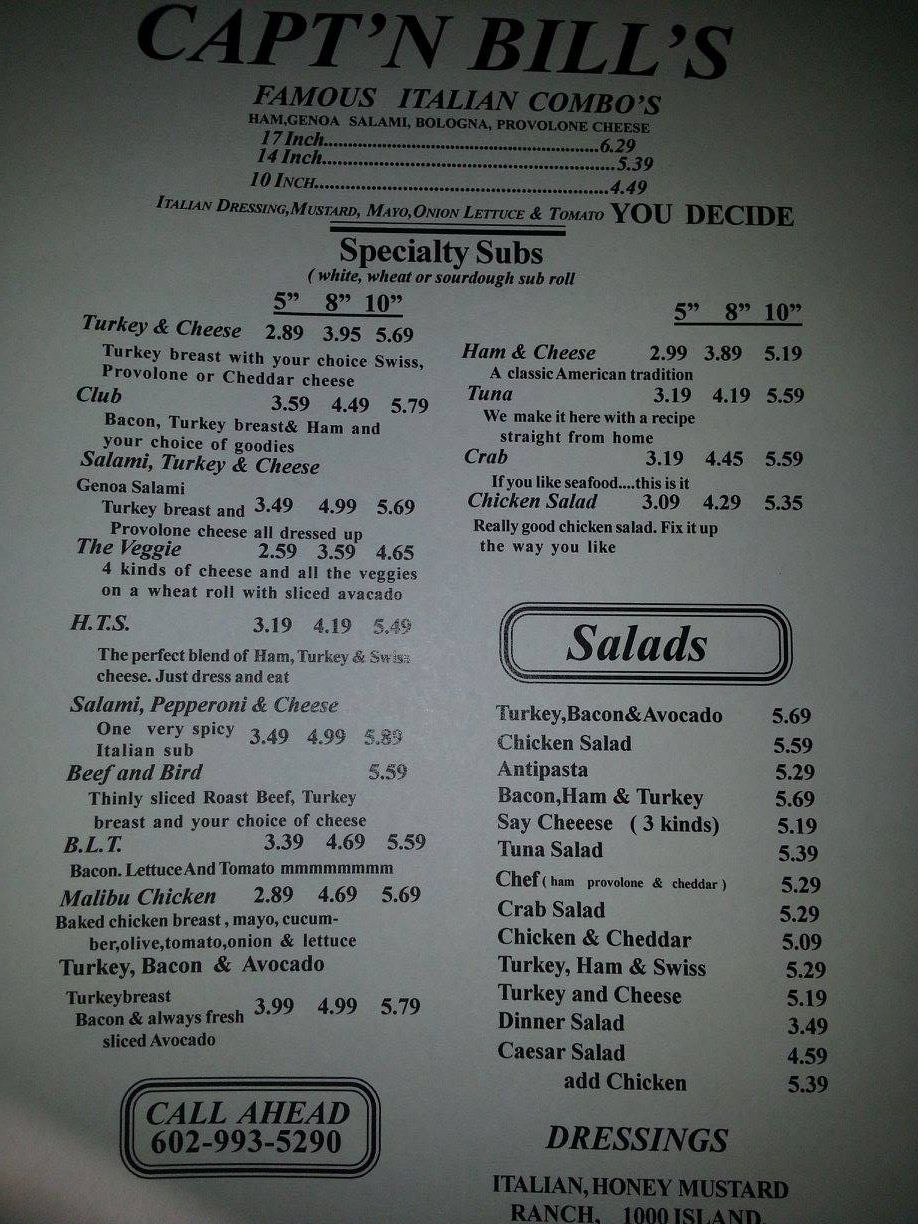 CAPT'N BILL'S
FAMOUS ITALIAN COMBO'S
HAM,GENOA SALAMI, BOLOGNA, PROVOLONE CHEESE
17 Inch............................................................6.29
14 Inch................................................................5.39
10 INCH................................................................4.49
ITALIAN DRESSING,MUSTARD, MAYO,ONION LETTUCE & TOMATO YOU DECIDE
Specialty Subs
( white, wheat or sourdough sub roll
5" 8" 10"
Turkey & Cheese 2.89 3.95 5.69
Turkey breast with your choice Swiss,
Provolone or Cheddar cheese
Club 3.59 4.49 5.79
Bacon, Turkey breast& Ham and
your choice of goodies
Salami, Turkey & Cheese
Genoa Salami
Turkey breast and 3.49 4.99 5.69
Provolone cheese all dressed up
The Veggie 2.59 3.59 4.65
4 kinds of cheese and all the veggies
on a wheat roll with sliced avacado
H.T.S. 3.19 4.19 5.49
The perfect blend of Ham, Turkey & Swiss
cheese. Just dress and eat
Salami, Pepperoni & Cheese
One very spicy 3.49 4.99 5.89
Italian sub
Beef and Bird 5.59
Thinly sliced Roast Beef, Turkey
breast and your choice of cheese
B.L.T. 3.39 4.69 5.59
Bacon. Lettuce And Tomato mmmmmmmm
Malibu Chicken 2.89 4.69 5.69
Baked chicken breast , mayo, cucum-
ber,olive,tomato,onion & lettuce
Turkey, Bacon & Avocado
Turkeybreast 3.99 4.99 5.79
Bacon & always fresh
sliced Avocado
CALL AHEAD
602-993-5290
5" 8" 10"
Ham & Cheese 2.99 3.89 5.19
A classic American tradition
Tuna 3.19 4.19 5.59
We make it here with a recipe
straight from home
Crab 3.19 4.45 5.59
If you like seafood....this is it
Chicken Salad 3.09 4.29 5.35
Really good chicken salad. Fix it up
the way you like
Salads
Turkey,Bacon&Avocado 5.69
Chicken Salad 5.59
Antipasta 5.29
Bacon,Ham & Turkey 5.69
Say Cheeese ( 3 kinds) 5.19
Tuna Salad 5.39
Chef ( ham provolone & cheddar ) 5.29
Crab Salad 5.29
Chicken & Cheddar 5.09
Turkey, Ham & Swiss 5.29
Turkey and Cheese 5.19
Dinner Salad 3.49
Caesar Salad 4.59
add Chicken 5.39
DRESSINGS
ITALIAN, HONEY MUSTARD
RANCH, 1000 ISLAND,